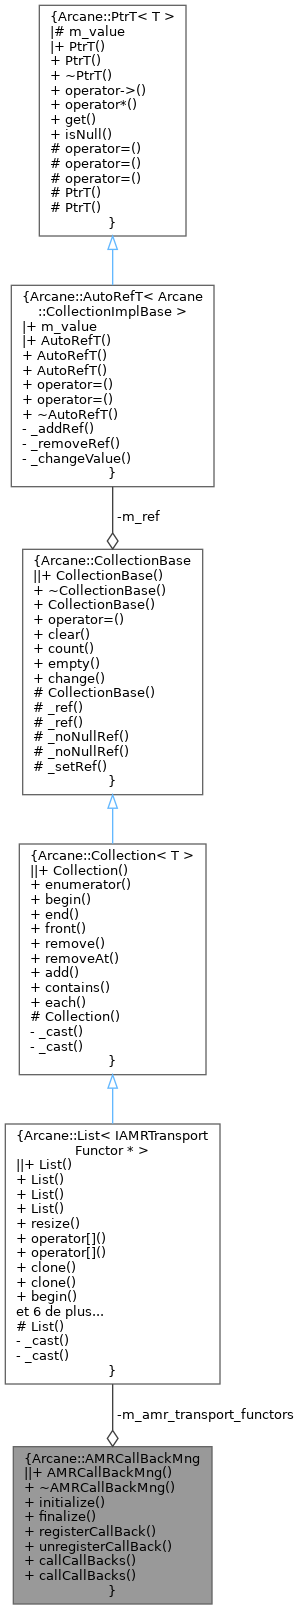 {Arcane::PtrT< T >
|# m_value
|+ PtrT()
+ PtrT()
+ ~PtrT()
+ operator->()
+ operator*()
+ get()
+ isNull()
# operator=()
# operator=()
# operator=()
# PtrT()
# PtrT()
}
{Arcane::AutoRefT< Arcane
::CollectionImplBase >
|+ m_value
|+ AutoRefT()
+ AutoRefT()
+ AutoRefT()
+ operator=()
+ operator=()
+ ~AutoRefT()
- _addRef()
- _removeRef()
- _changeValue()
}
-m_ref
{Arcane::CollectionBase
||+ CollectionBase()
+ ~CollectionBase()
+ CollectionBase()
+ operator=()
+ clear()
+ count()
+ empty()
+ change()
# CollectionBase()
# _ref()
# _ref()
# _noNullRef()
# _noNullRef()
# _setRef()
}
{Arcane::Collection< T >
||+ Collection()
+ enumerator()
+ begin()
+ end()
+ front()
+ remove()
+ removeAt()
+ add()
+ contains()
+ each()
# Collection()
- _cast()
- _cast()
}
{Arcane::List< IAMRTransport
Functor * >
||+ List()
+ List()
+ List()
+ List()
+ resize()
+ operator[]()
+ operator[]()
+ clone()
+ clone()
+ begin()
et 6 de plus...
# List()
- _cast()
- _cast()
}
-m_amr_transport_functors
{Arcane::AMRCallBackMng
||+ AMRCallBackMng()
+ ~AMRCallBackMng()
+ initialize()
+ finalize()
+ registerCallBack()
+ unregisterCallBack()
+ callCallBacks()
+ callCallBacks()
}